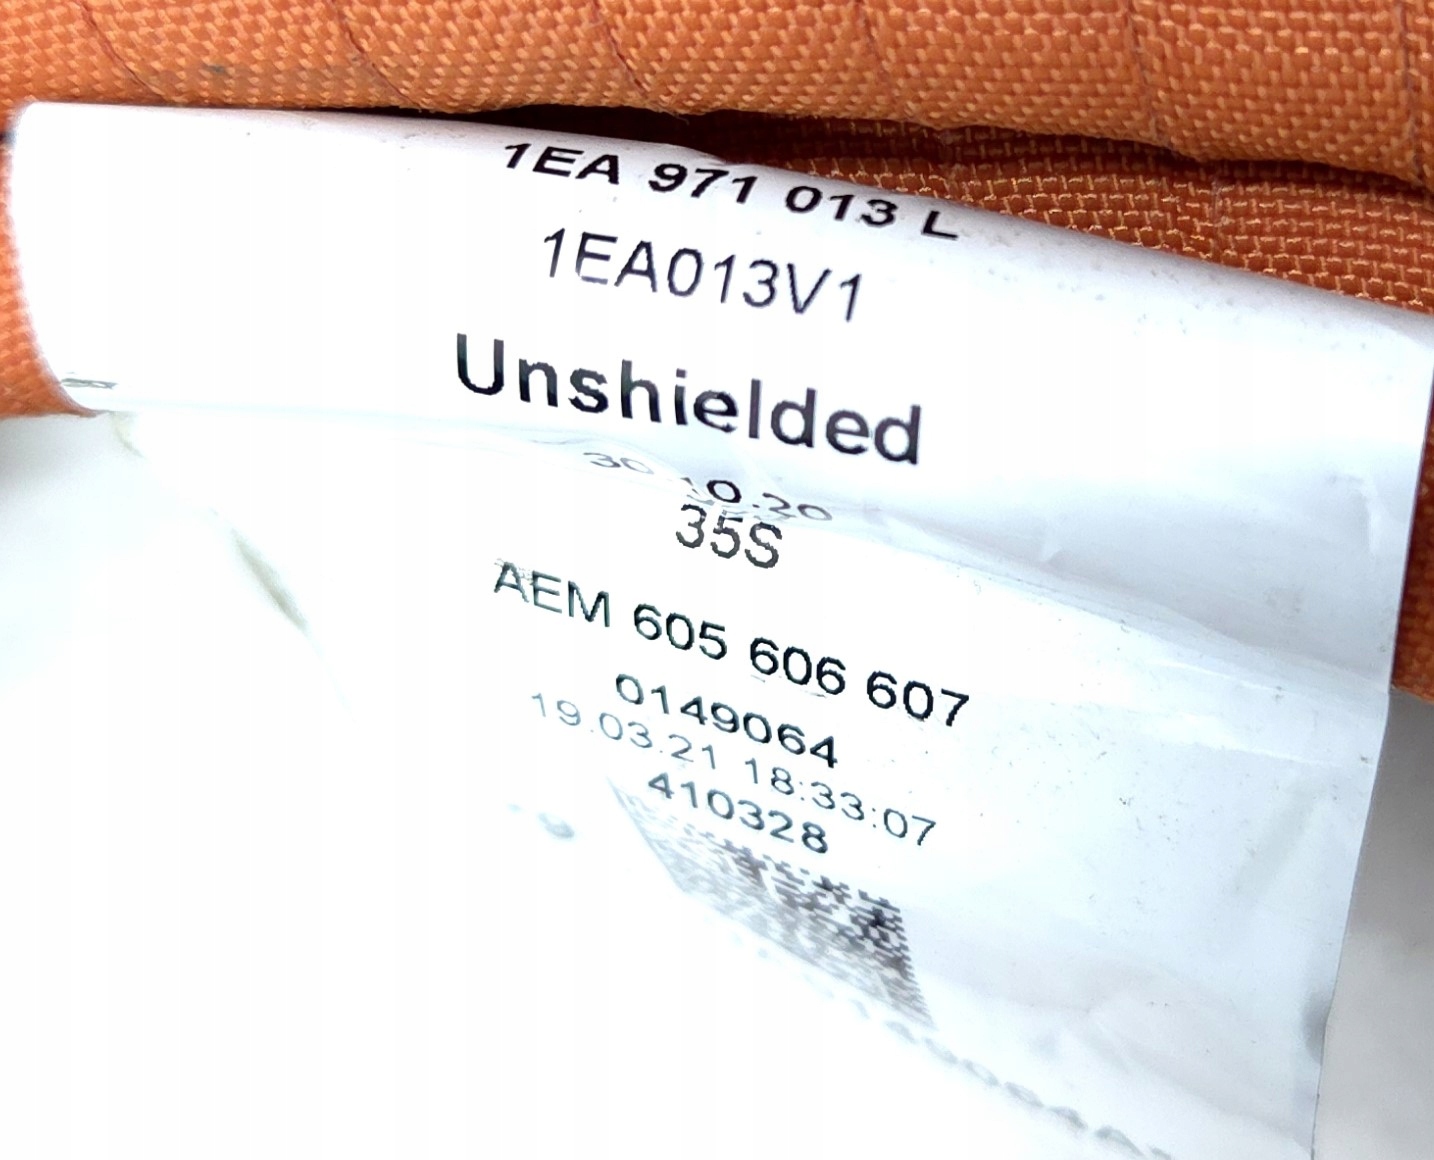 1EA 971 013 L
1EA013V1
Unshielded
35S
AEM 605 606 607
0149064
19.03.21 18:33:07
410328